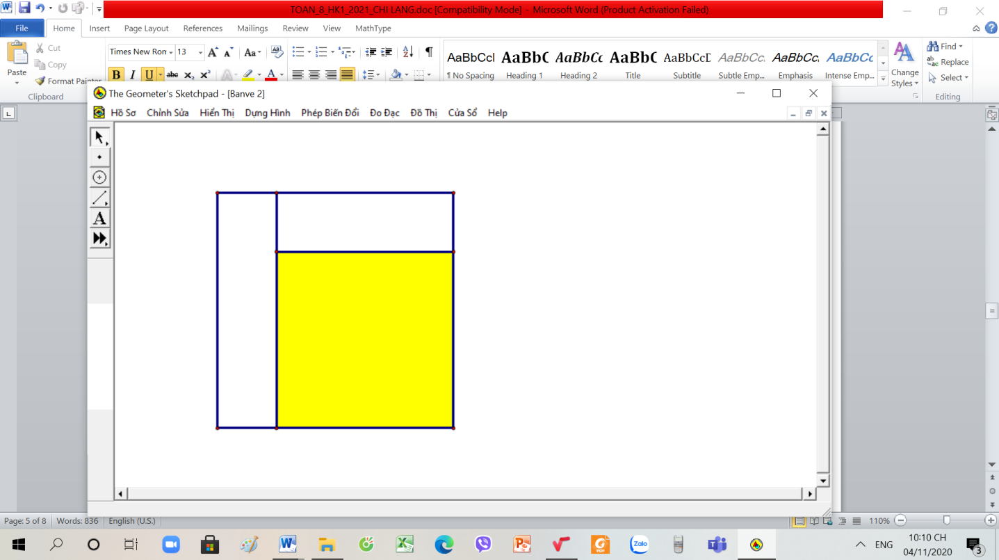 TOAN_8_HK1_2021_CHI LANG.doc [Compatibility Mode] - Microsoft Word (Product Activation Failed)
File Home Insert Page Layout References Mailings Review View MathType
Cut
Copy
Format Painter
Paste
Clipboard
Times New Ron 13 Aa
B I U abc X₂ X² A A
AaBbCcI AaBbC AaBbCc AaBbC AaBbCcD AaBbCc. AaBbCc. AaBbCc
¶ No Spacing Heading 1 Heading 2 Title Subtitle Subtle Emp... Emphasis Intense Emp...
Change
Styles
Find
Replace
Select
Editing
The Geometer's Sketchpad - [Banve 2]
Hồ Sơ Chỉnh Sửa Hiển Thị Dựng Hình Phép Biến Đổi Đo Đạc Đồ Thị Cửa Sổ Help
A
Page: 5 of 8 Words: 836 English (U.S.) 110%
Zalo
ENG
10:10 CH
04/11/2020
3